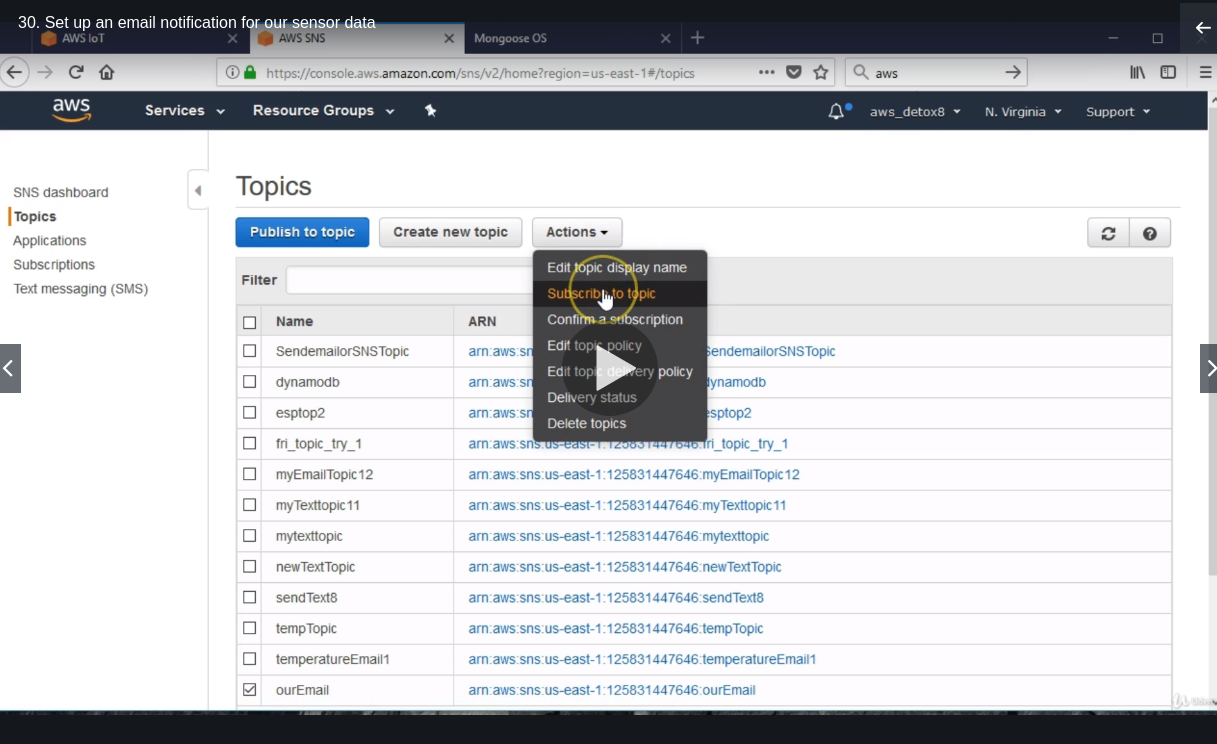 30. Set up an email notification for our sensor data
AWS IoT
AWS SNS
Mongoose OS
https://console.aws.amazon.com/sns/v2/home?region=us-east-1#/topics
aws
aws
Services
Resource Groups
aws_detox8
N. Virginia
Support
SNS dashboard
Topics
Applications
Subscriptions
Text messaging (SMS)
Topics
Publish to topic
Create new topic
Actions
Edit topic display name
Subscribe to topic
Confirm a subscription
Edit topic policy
Edit topic delivery policy
Delivery status
Delete topics
Filter
Name
ARN
SendemailorSNSTopic
arn:aws:sn SendemailorSNSTopic
dynamodb
arn:aws:sn dynamodb
esptop2
arn:aws:sn esptop2
fri_topic_try_1
arn:aws:sns:us-east-1:125831447646:fri_topic_try_1
myEmailTopic12
arn:aws:sns:us-east-1:125831447646:myEmailTopic12
myTexttopic11
arn:aws:sns:us-east-1:125831447646:myTexttopic11
mytexttopic
arn:aws:sns:us-east-1:125831447646:mytexttopic
newTextTopic
arn:aws:sns:us-east-1:125831447646:newTextTopic
sendText8
arn:aws:sns:us-east-1:125831447646:sendText8
tempTopic
arn:aws:sns:us-east-1:125831447646:tempTopic
temperatureEmail1
arn:aws:sns:us-east-1:125831447646:temperatureEmail1
ourEmail
arn:aws:sns:us-east-1:125831447646:ourEmail